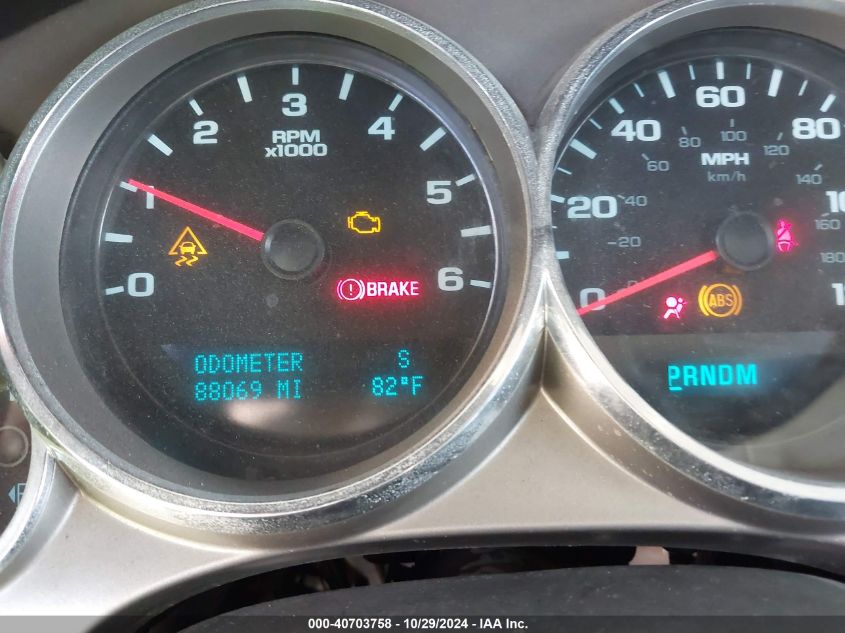 0
1
2
3
4
5
6
RPM
x1000
BRAKE
ODOMETER
88069 MI
S
82°F
0
20
40
60
80
20
40
60
80
100
120
140
160
180
MPH
km/h
ABS
PRNDM
000-40703758 - 10/29/2024 - IAA Inc.